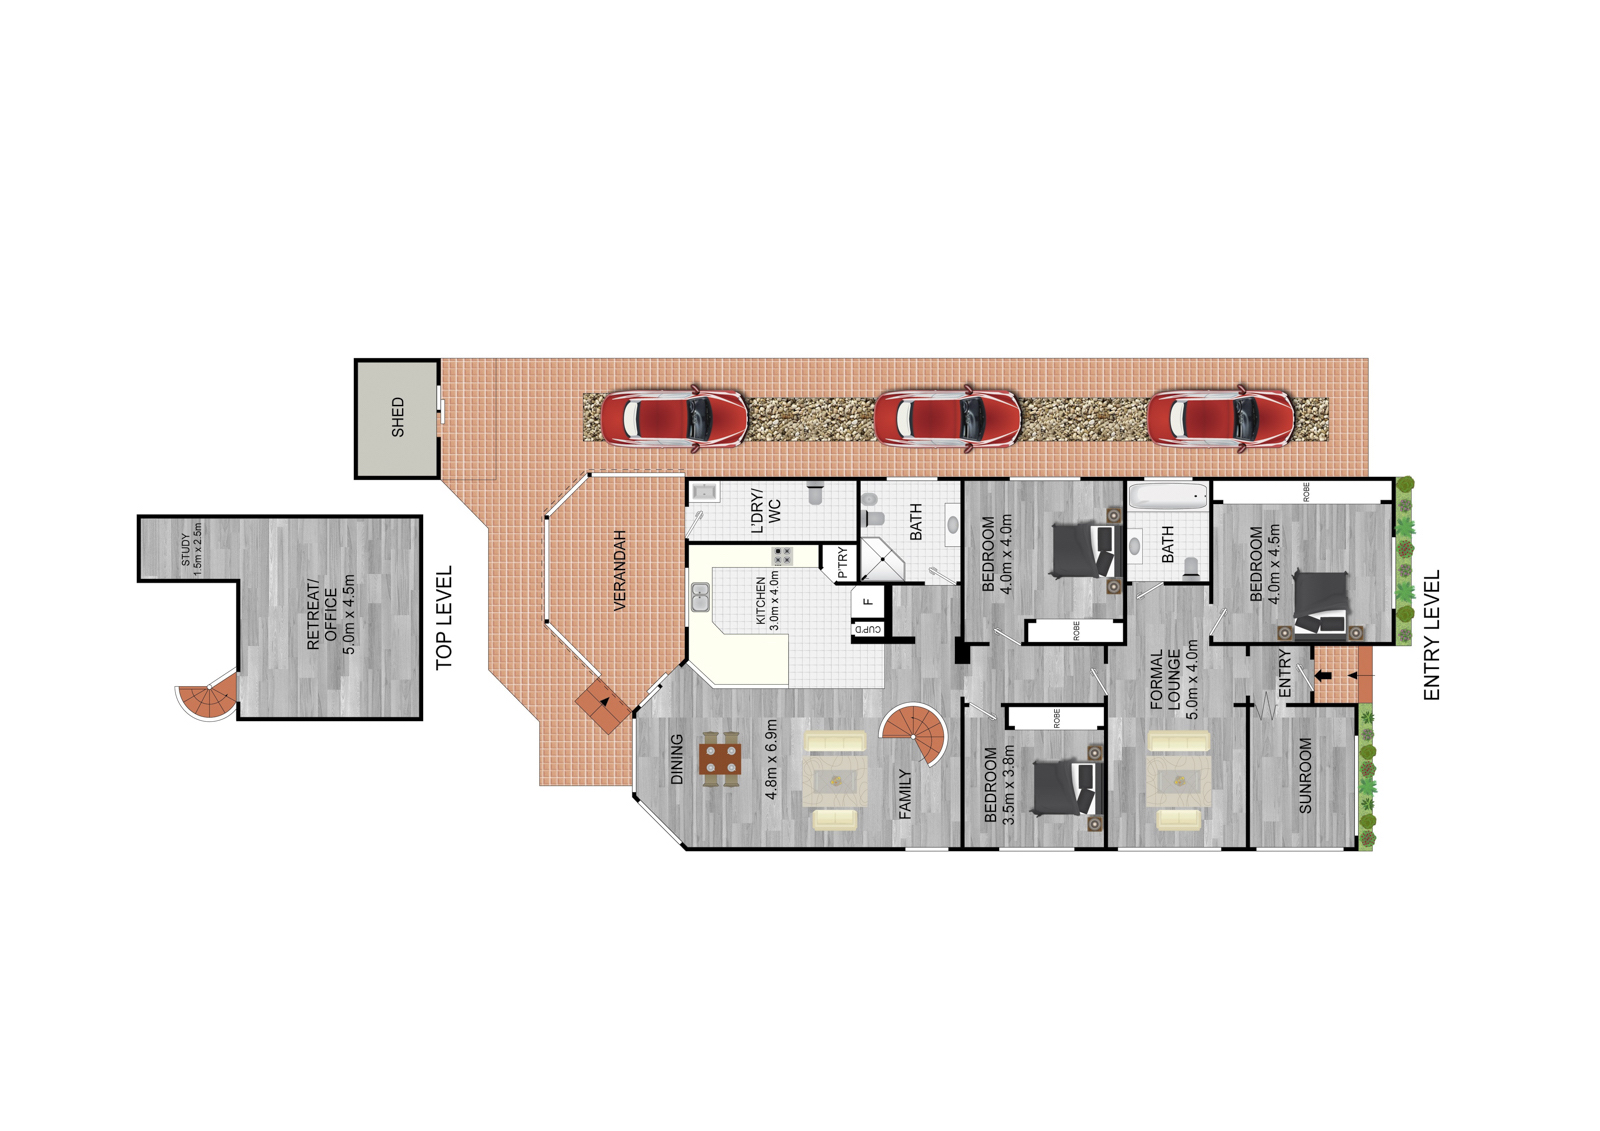 SHED
STUDY
1.5m x 2.5m
RETREAT/
OFFICE
5.0m x 4.5m
TOP LEVEL
VERANDAH
L'DRY/
WC
BATH
KITCHEN
3.0m x 4.0m
P'TRY
F
CUP'D
BEDROOM
4.0m x 4.0m
ROBE
BATH
BEDROOM
4.0m x 4.5m
ROBE
DINING
4.8m x 6.9m
FAMILY
BEDROOM
3.5m x 3.8m
ROBE
FORMAL
LOUNGE
5.0m x 4.0m
ENTRY
SUNROOM
ENTRY LEVEL